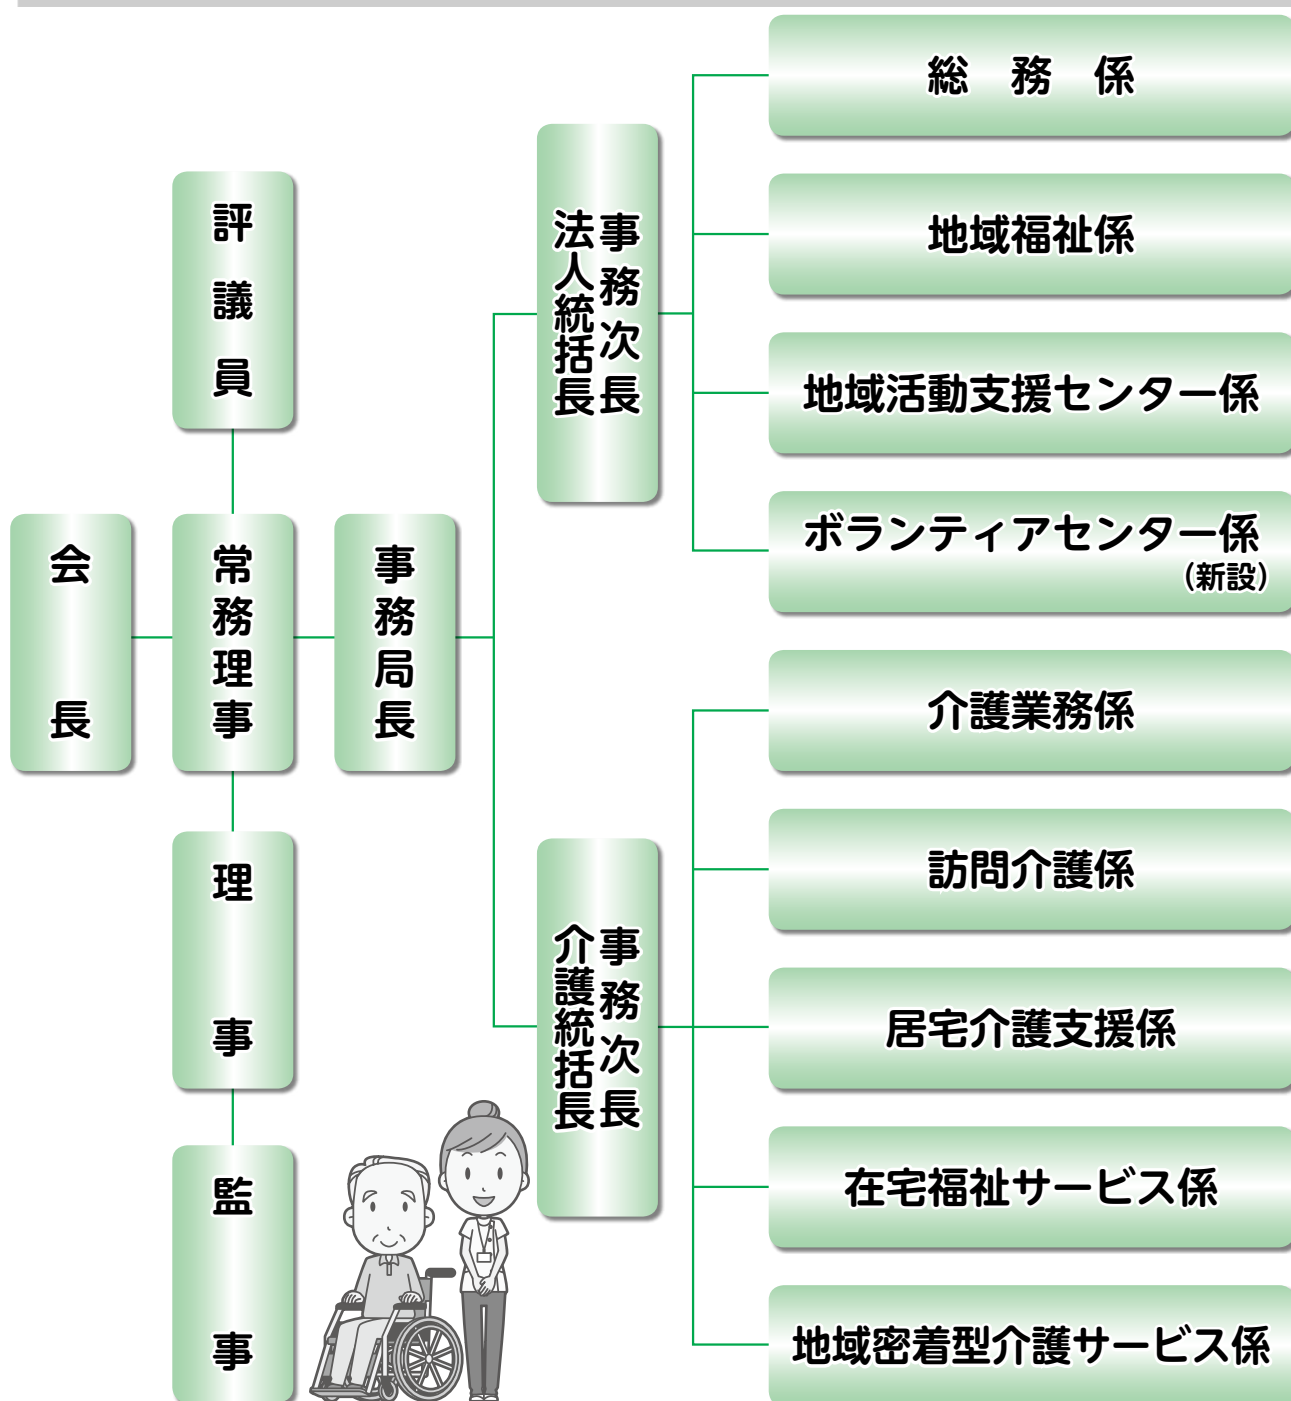 評議員
会長
常務理事
事務局長
理事
監事
事務次長
法人統括長
事務次長
介護統括長
総務係
地域福祉係
地域活動支援センター係
ボランティアセンター係
（新設）
介護業務係
訪問介護係
居宅介護支援係
在宅福祉サービス係
地域密着型介護サービス係